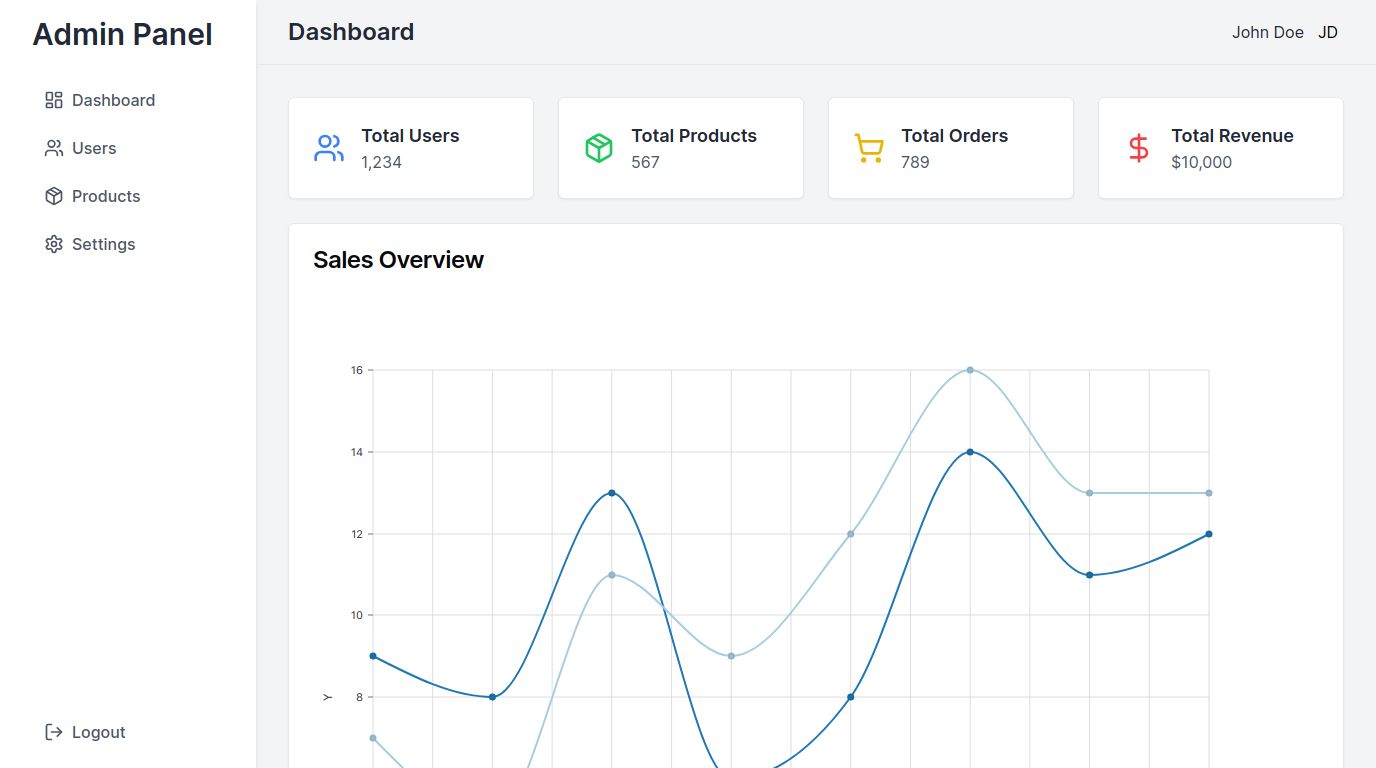 Admin Panel
Dashboard
Users
Products
Settings
Logout
Dashboard
John Doe JD
Total Users
1,234
Total Products
567
Total Orders
789
Total Revenue
$10,000
Sales Overview
16
14
12
10
8
Y